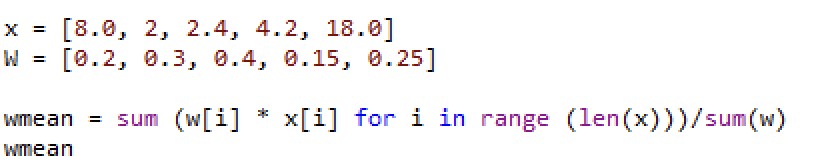 x = [8.0, 2, 2.4, 4.2, 18.0]
W = [0.2, 0.3, 0.4, 0.15, 0.25]
wmean = sum (w[i] * x[i] for i in range (len(x)))/sum(w)
wmean